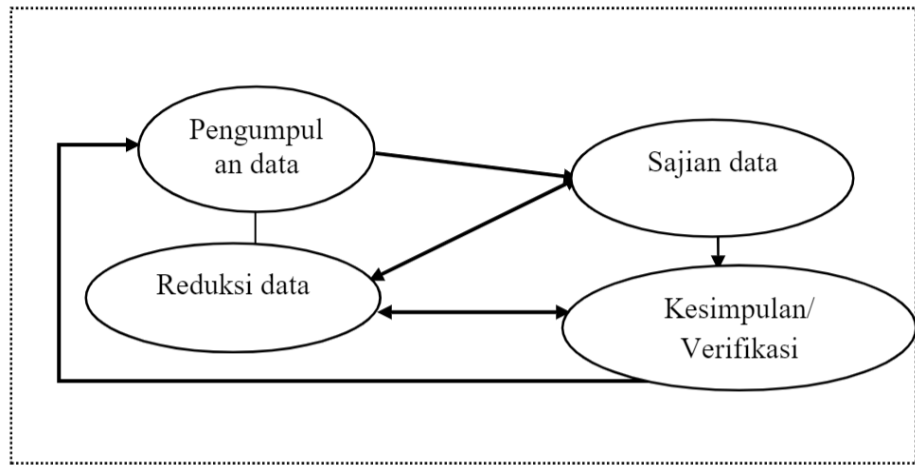 Pengumpul
an data
Sajian data
Reduksi data
Kesimpulan/
Verifikasi